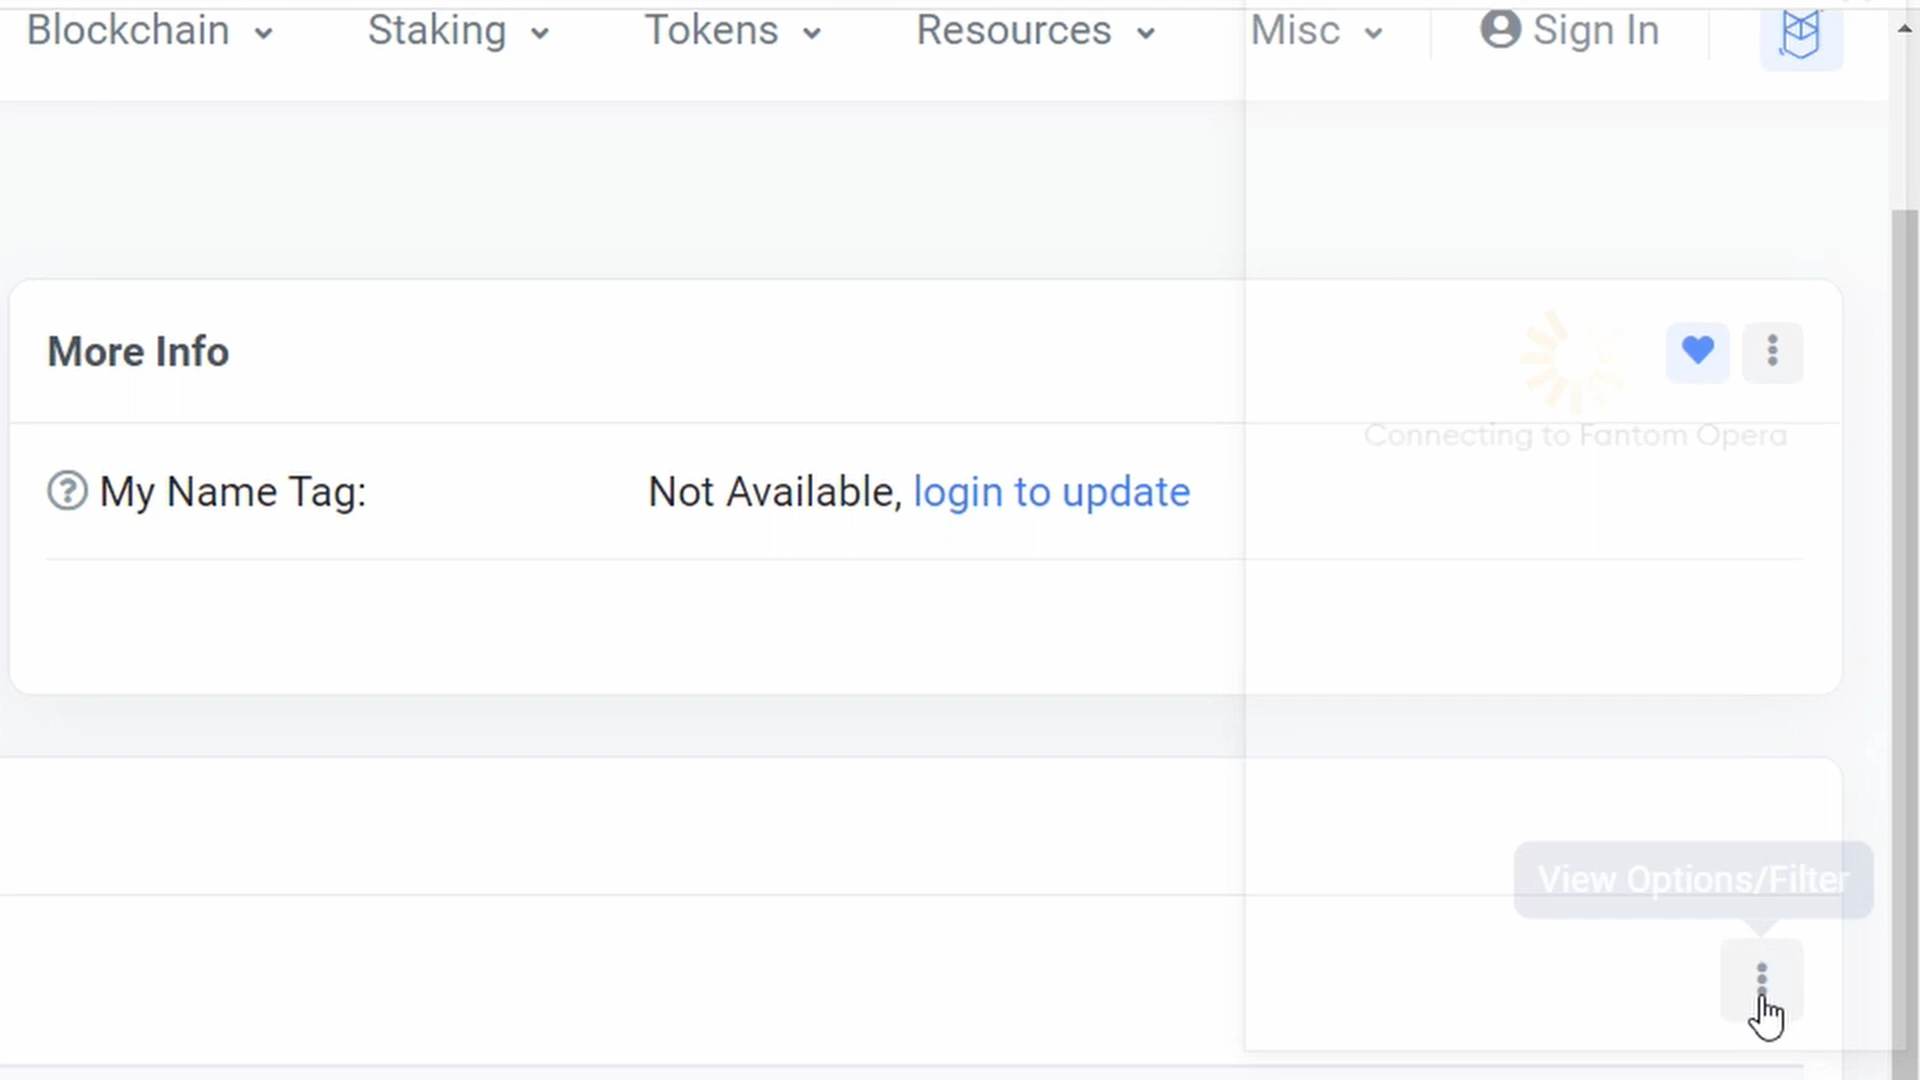 Blockchain Staking Tokens Resources Misc Sign In
More Info
Connecting to Fantom Opera
My Name Tag: Not Available, login to update
View Options/Filter